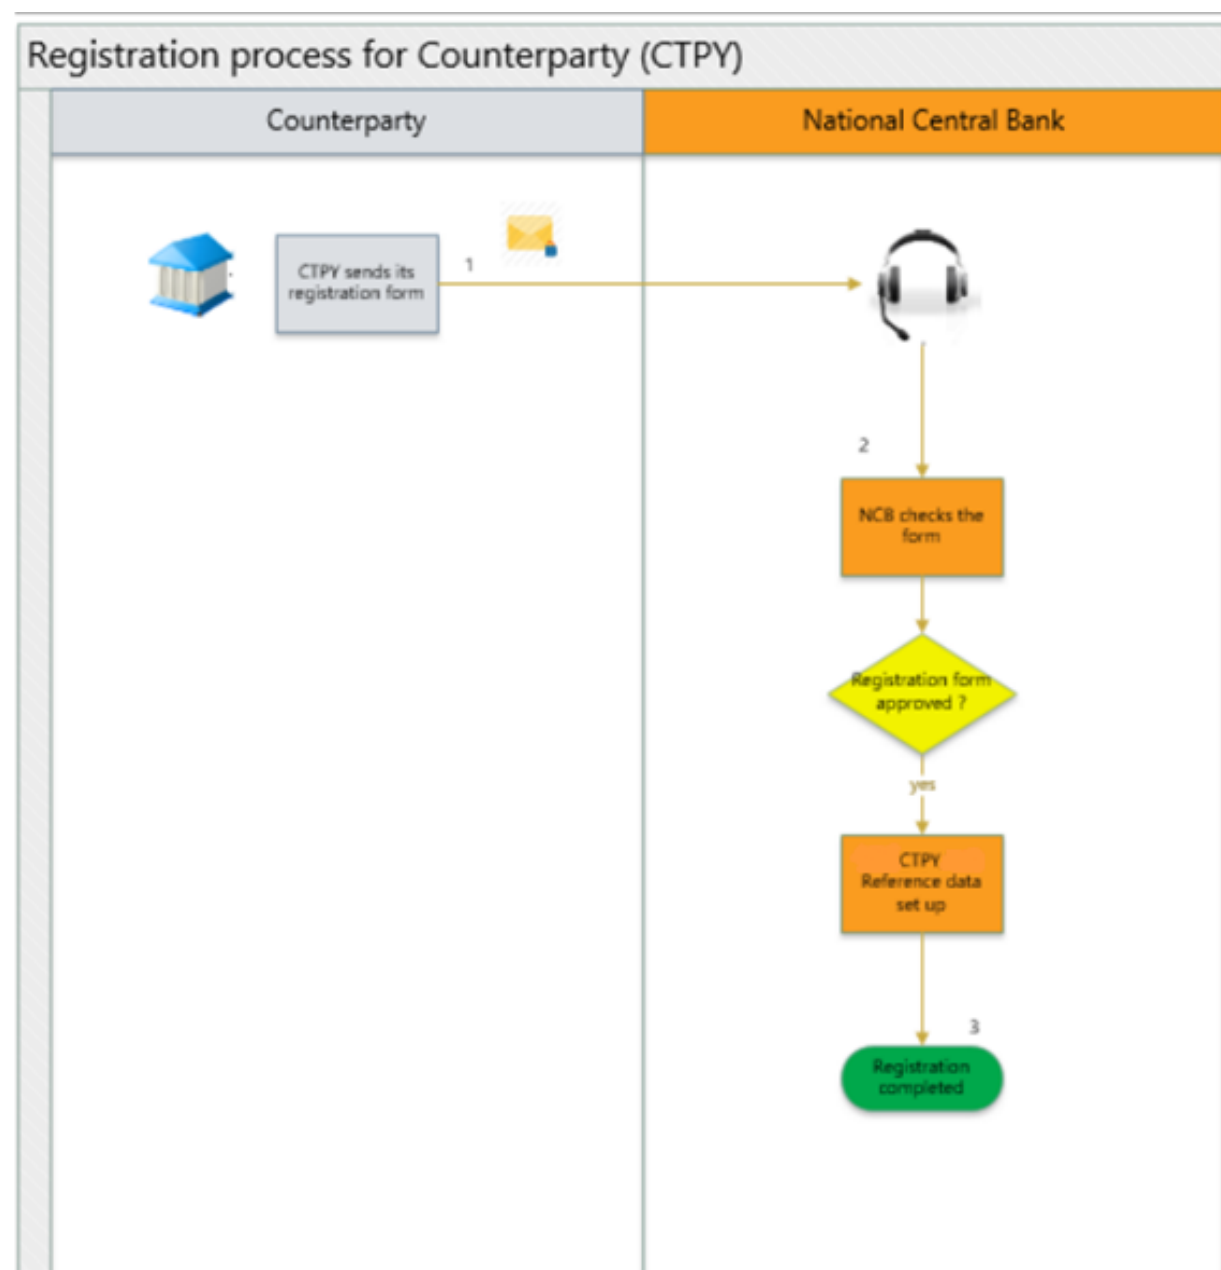 Registration process for Counterparty (CTPY)
Counterparty
National Central Bank
CTPY sends its
registration form
1
2
NCB checks the
form
Registration form
approved ?
yes
CTPY
Reference data
set up
3
Registration
completed